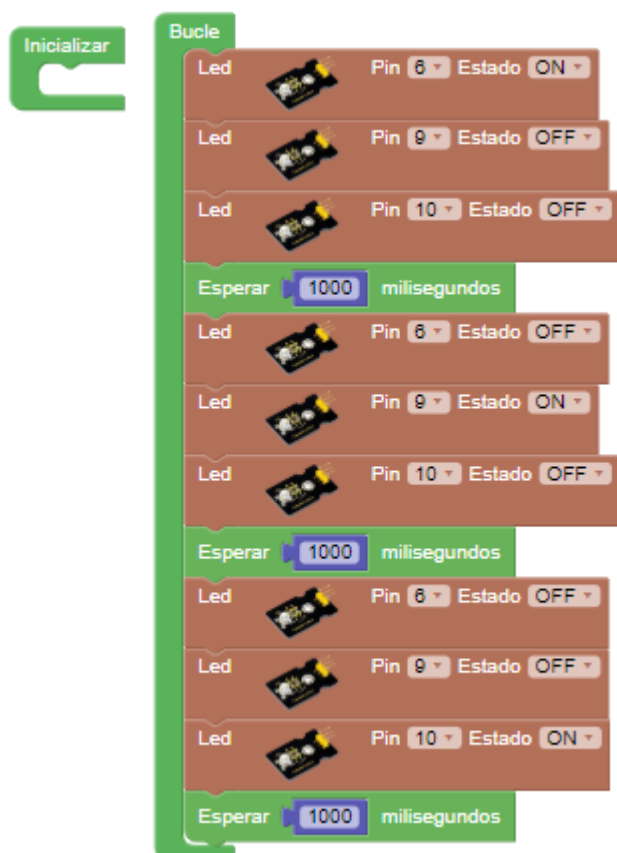 Inicializar
Bucle
Led Pin 6 Estado ON
Led Pin 9 Estado OFF
Led Pin 10 Estado OFF
Esperar 1000 milisegundos
Led Pin 6 Estado OFF
Led Pin 9 Estado ON
Led Pin 10 Estado OFF
Esperar 1000 milisegundos
Led Pin 6 Estado OFF
Led Pin 9 Estado OFF
Led Pin 10 Estado ON
Esperar 1000 milisegundos